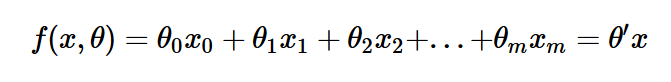 f(x, θ) = θ₀x₀ + θ₁x₁ + θ₂x₂+…+θₘxₘ = θ′x